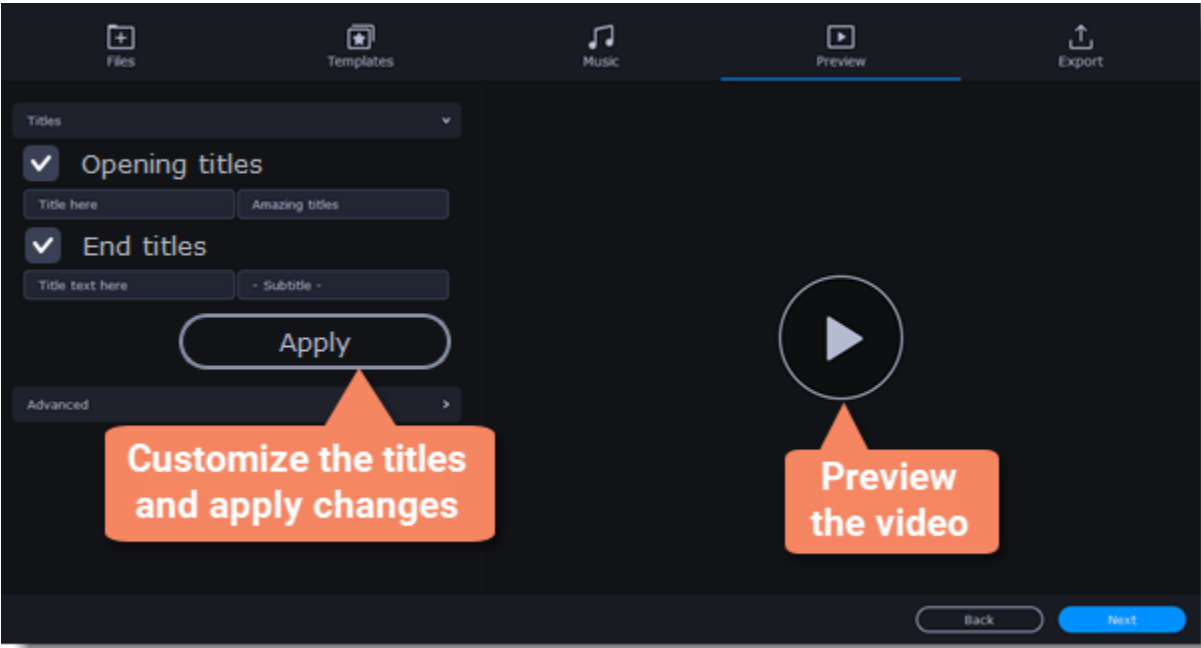 Files
Templates
Music
Preview
Export
Titles
Opening titles
Title here
Amazing titles
End titles
Title text here
- Subtitle -
Apply
Advanced
Customize the titles
and apply changes
Preview
the video
Back
Next